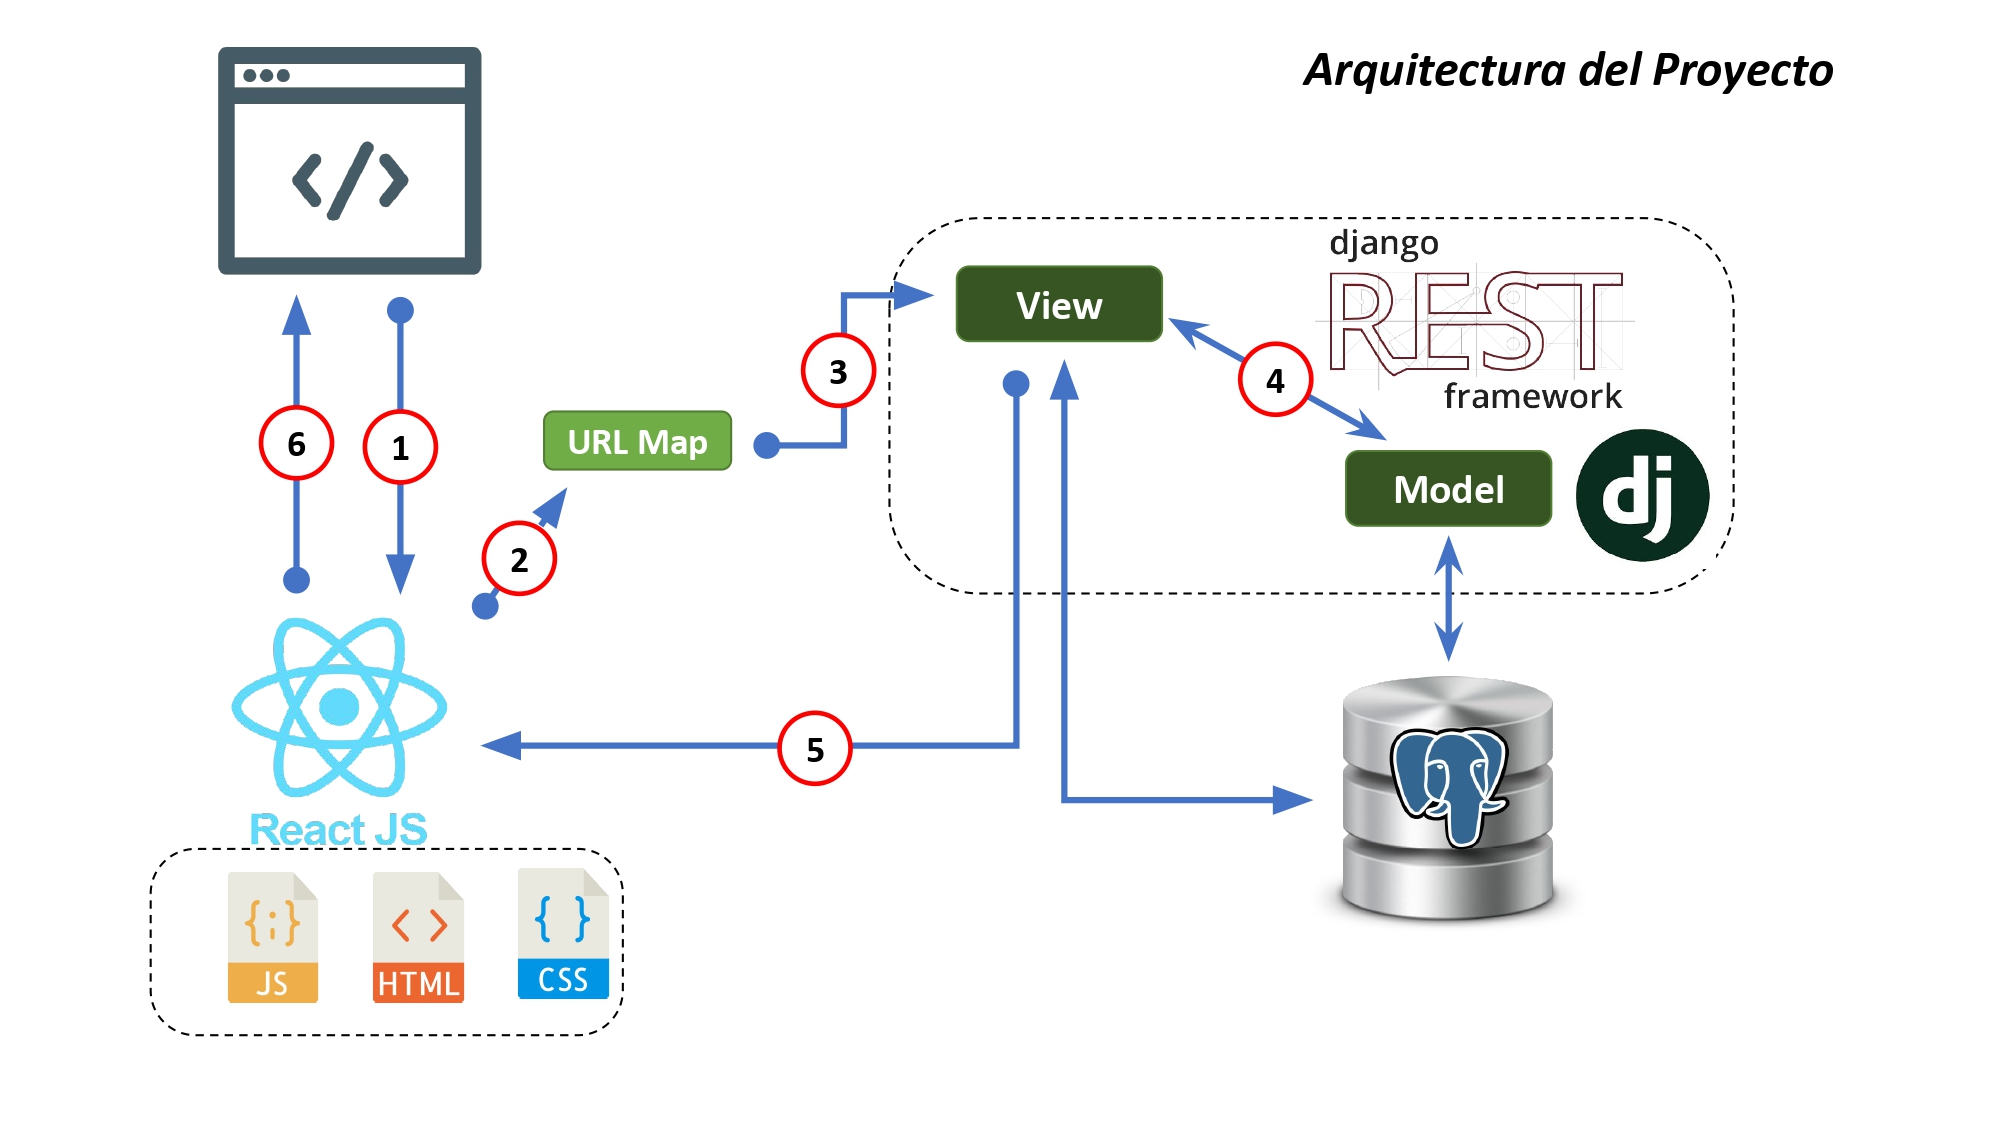 Arquitectura del Proyecto
</>
django
REST
framework
View
3
4
6
1
URL Map
Model
dj
2
5
React JS
{;}
JS
< >
HTML
{ }
CSS